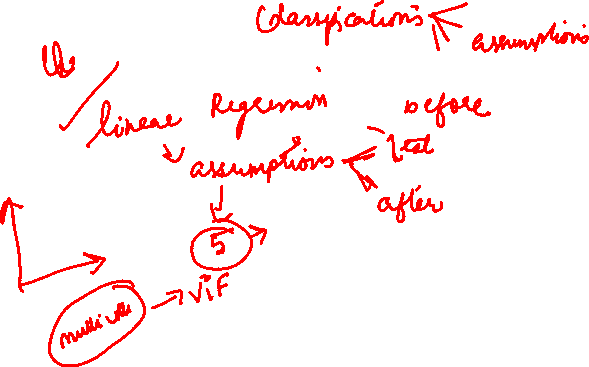 Classifications
assumptions
linear Regression
before
assumptions
test
after
5
VIF